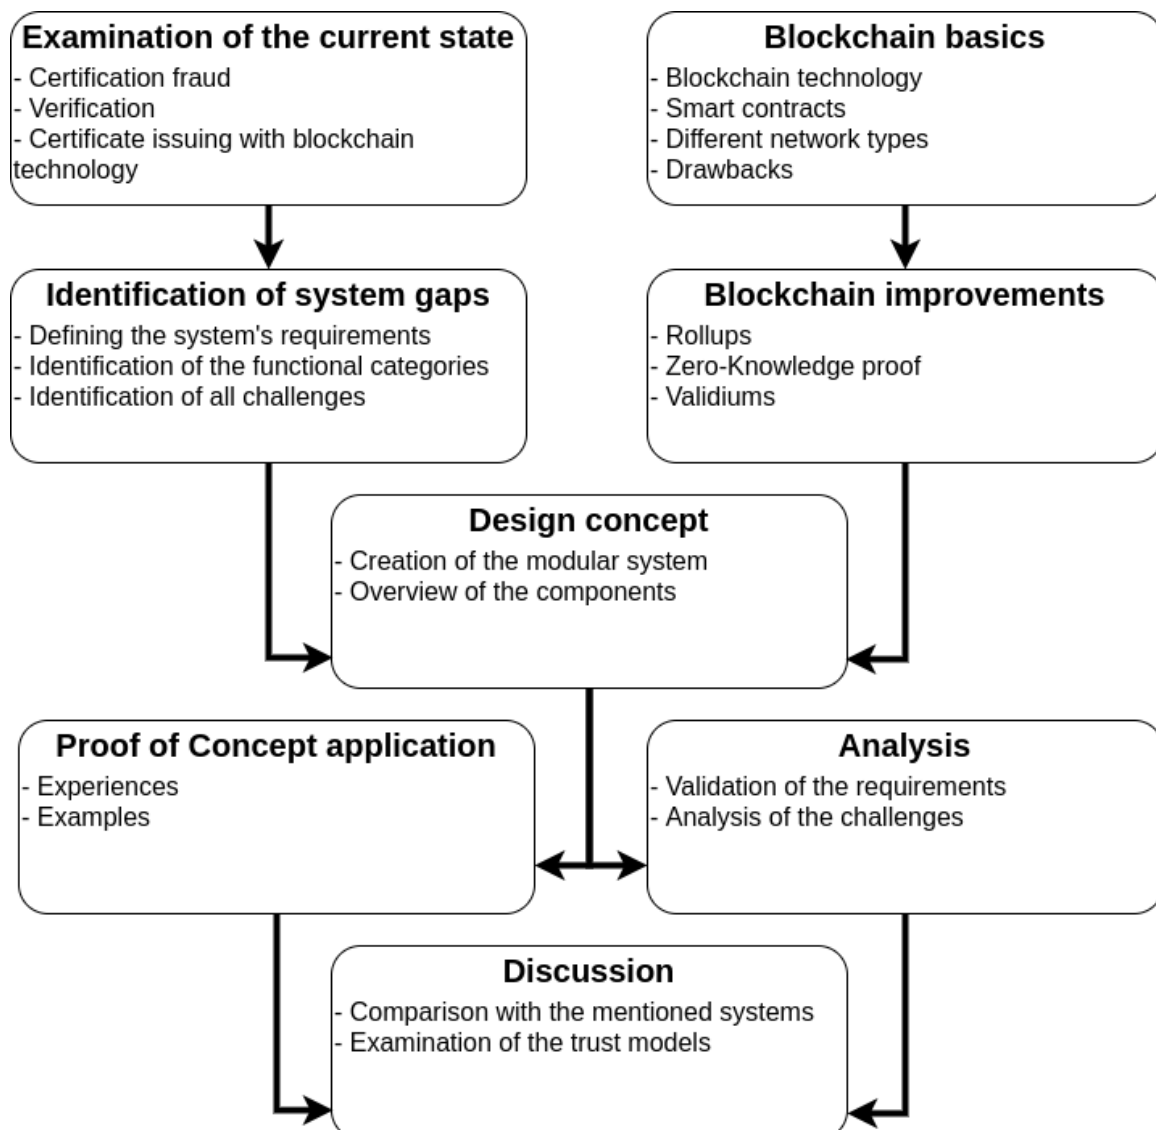 Examination of the current state
- Certification fraud
- Verification
- Certificate issuing with blockchain
technology
Blockchain basics
- Blockchain technology
- Smart contracts
- Different network types
- Drawbacks
Identification of system gaps
- Defining the system's requirements
- Identification of the functional categories
- Identification of all challenges
Blockchain improvements
- Rollups
- Zero-Knowledge proof
- Validiums
Design concept
- Creation of the modular system
- Overview of the components
Proof of Concept application
- Experiences
- Examples
Analysis
- Validation of the requirements
- Analysis of the challenges
Discussion
- Comparison with the mentioned systems
- Examination of the trust models